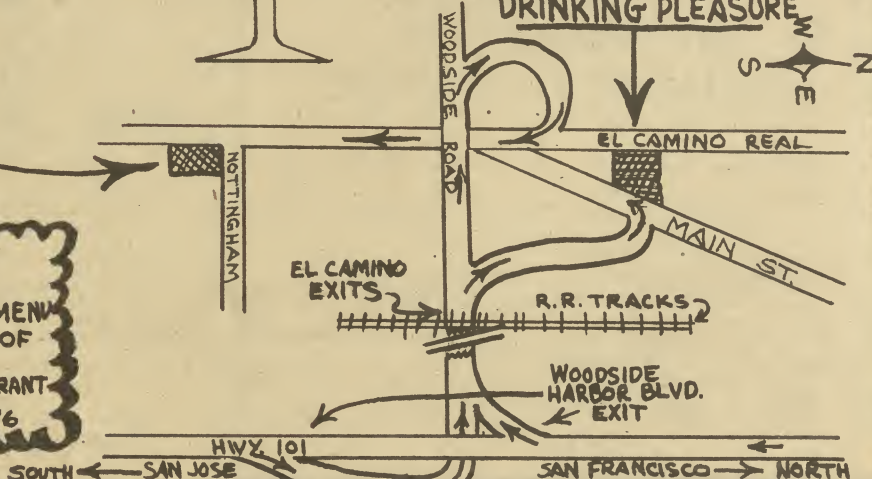 DRINKING PLEASURE
W
S N
E
WOODSIDE ROAD
EL CAMINO REAL
NOTTINGHAM
MAIN ST.
EL CAMINO
EXITS
R.R. TRACKS
MENU
OF
RANT
WOODSIDE
HARBOR BLVD.
EXIT
HWY. 101
SOUTH SAN JOSE
SAN FRANCISCO NORTH